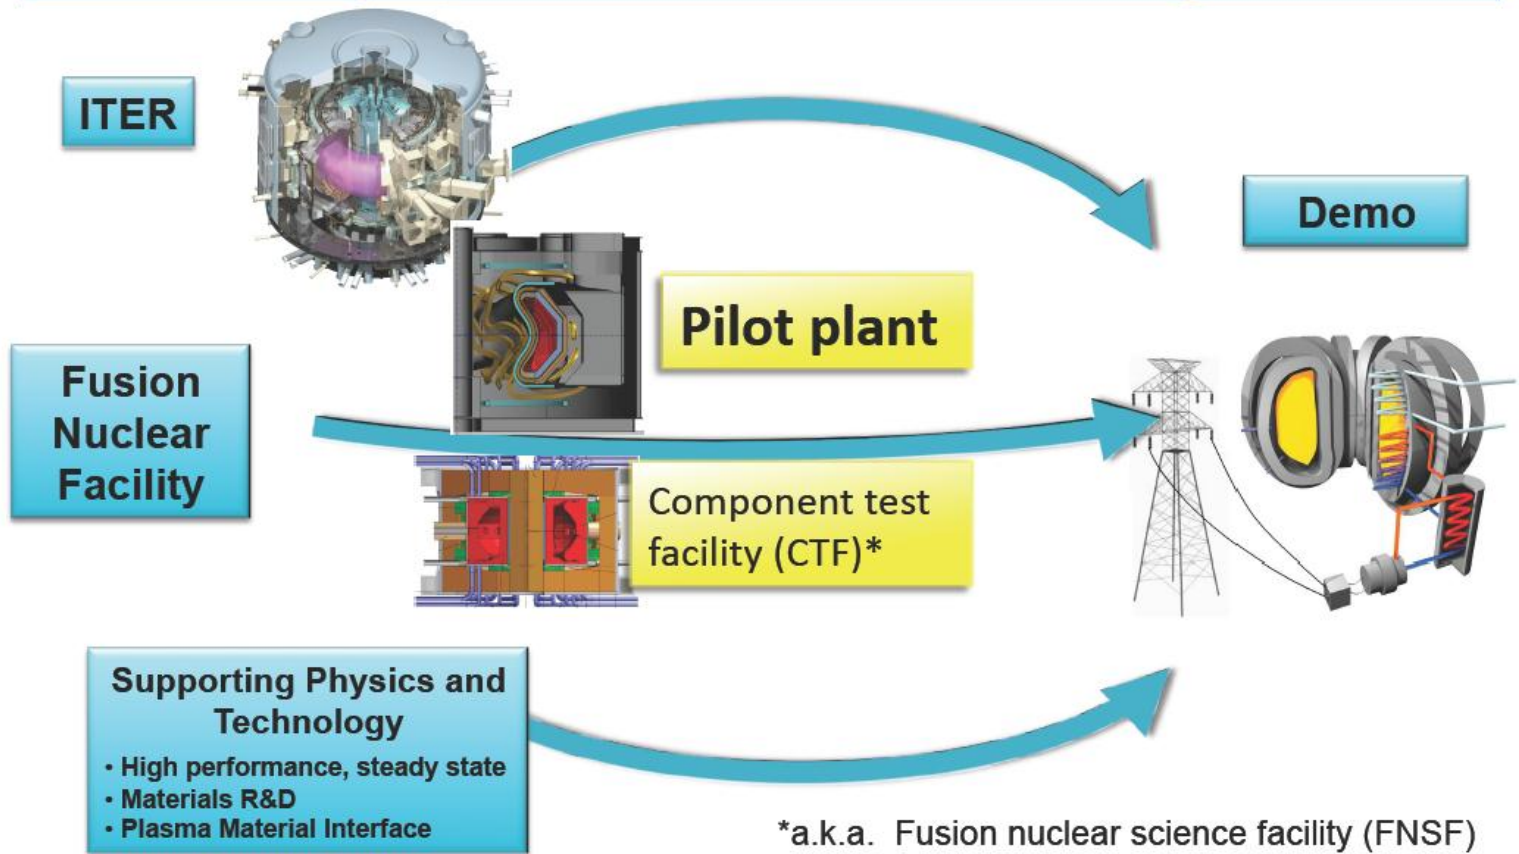 ITER
Demo
Pilot plant
Fusion
Nuclear
Facility
Component test
facility (CTF)*
Supporting Physics and
Technology
• High performance, steady state
• Materials R&D
• Plasma Material Interface
*a.k.a. Fusion nuclear science facility (FNSF)